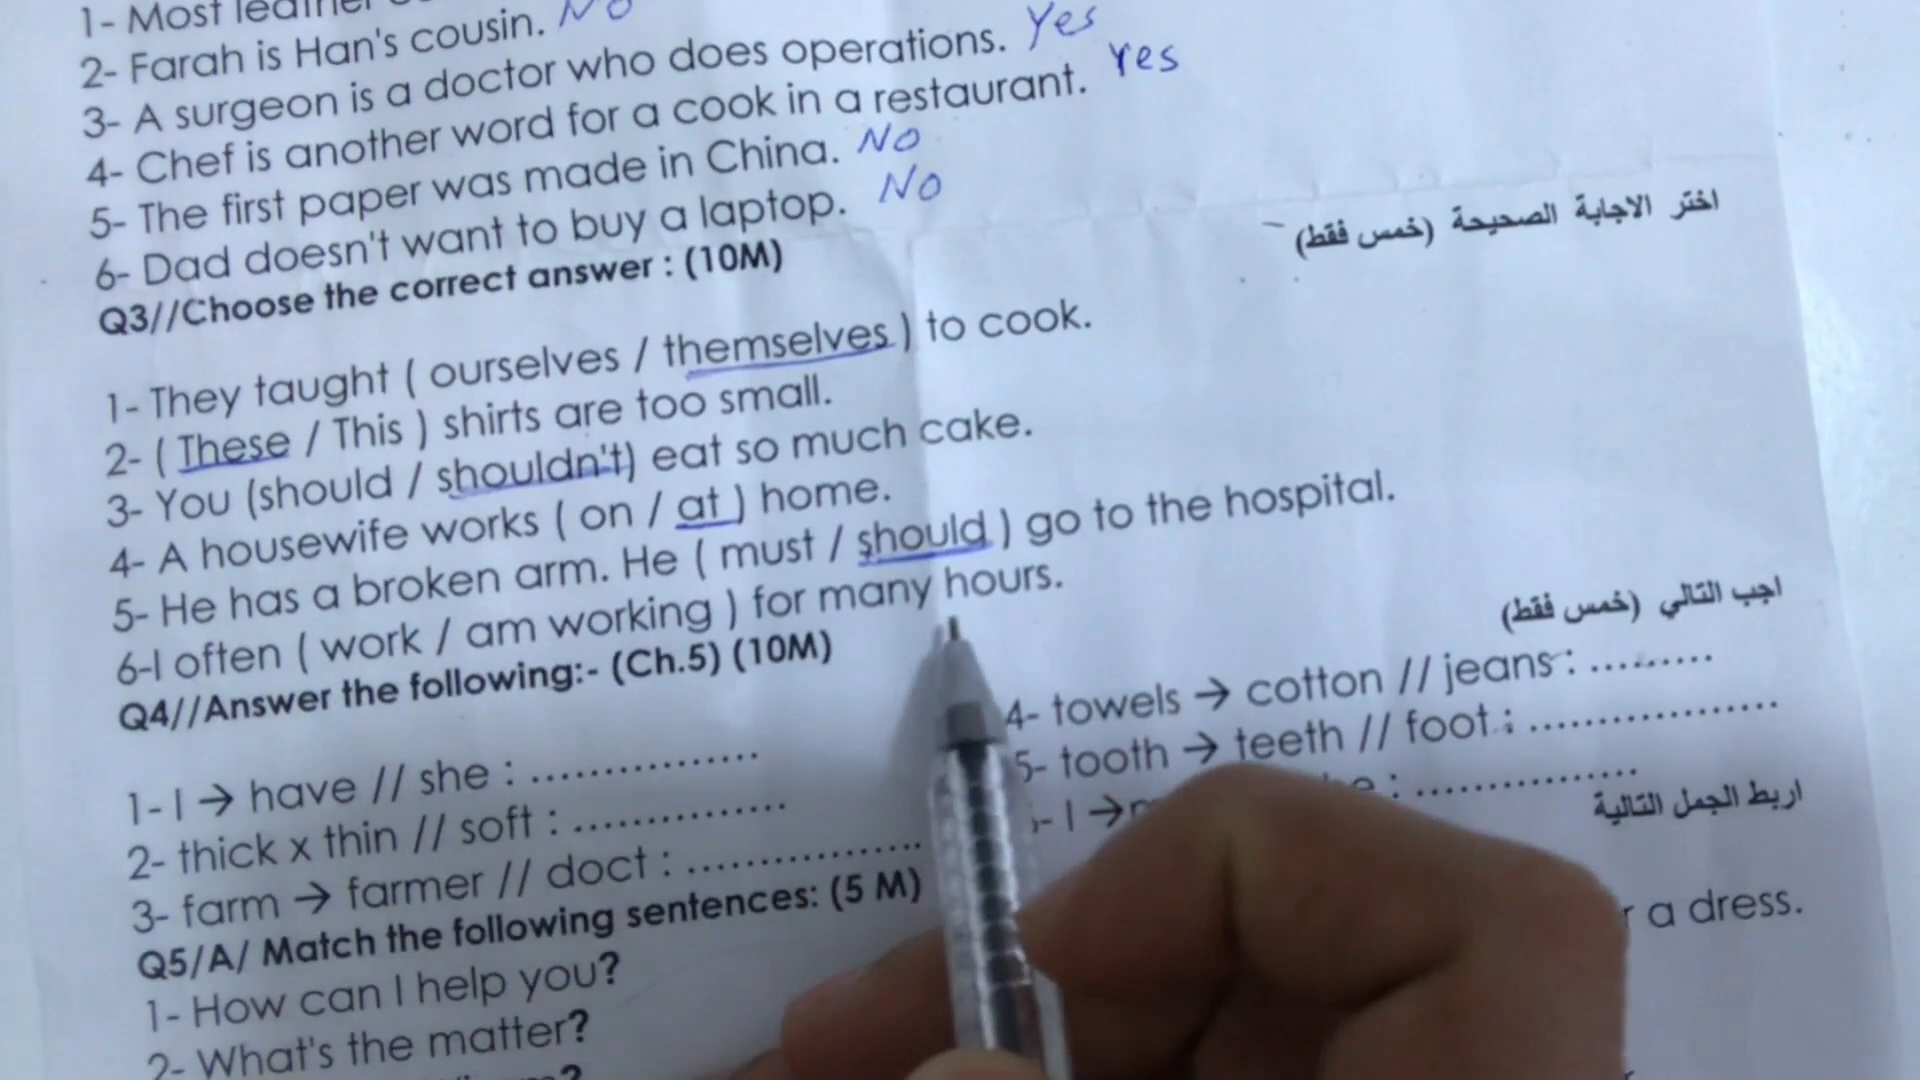 1- Most leather
2- Farah is Han's cousin. No
3- A surgeon is a doctor who does operations. Yes
4- Chef is another word for a cook in a restaurant. Yes
5- The first paper was made in China. No
6- Dad doesn't want to buy a laptop. No
Q3//Choose the correct answer : (10M) اختر الاجابة الصحيحة (خمس فقط)
1- They taught ( ourselves / themselves ) to cook.
2- ( These / This ) shirts are too small.
3- You (should / shouldn't) eat so much cake.
4- A housewife works ( on / at ) home.
5- He has a broken arm. He ( must / should ) go to the hospital.
6-I often ( work / am working ) for many hours.
Q4//Answer the following:- (Ch.5) (10M) اجب التالي (خمس فقط)
1- I → have // she : ................
4- towels → cotton // jeans : .........
2- thick x thin // soft : ...............
5- tooth → teeth // foot : ..................
3- farm → farmer // doct : .................
- I → : ................
Q5/A/ Match the following sentences: (5 M) اربط الجمل التالية
1- How can I help you? a dress.
2- What's the matter?